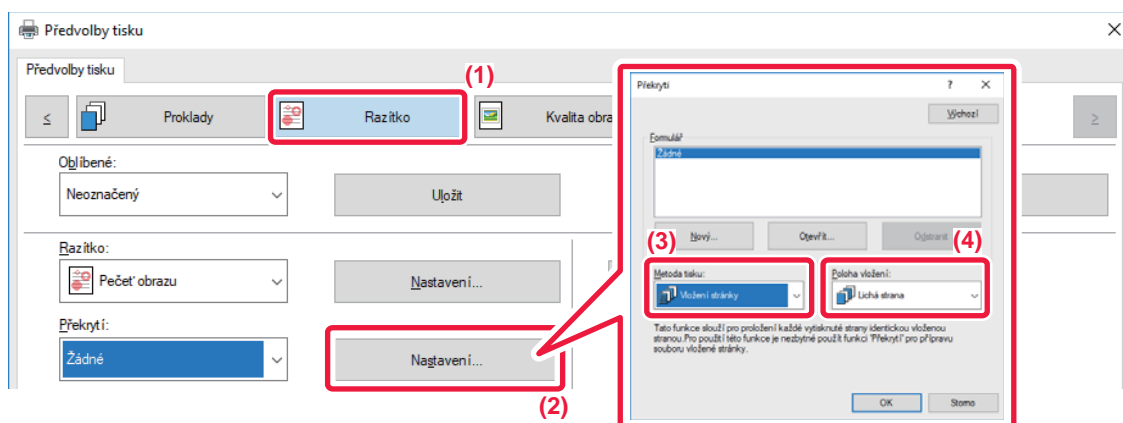 Předvolby tisku
Předvolby tisku
(1)
Proklady
Razítko
Kvalita obra
Oblíbené:
Neoznačený
Uložit
Razítko:
Pečeť obrazu
Nastavení...
Překrytí:
Žádné
Nastavení...
(2)
Překrytí
?
Výchozí
Formulář
Žádné
Nový...
Otevřít...
Odstranit
(3)
(4)
Metoda tisku:
Vložení stránky
Poloha vložení:
Lichá strana
Tato funkce slouží pro proložení každé vytisknuté strany identickou vloženou
stranou.Pro použití této funkce je nezbytné použít funkci 'Překrytí' pro přípravu
souboru vložené stránky.
OK
Storno